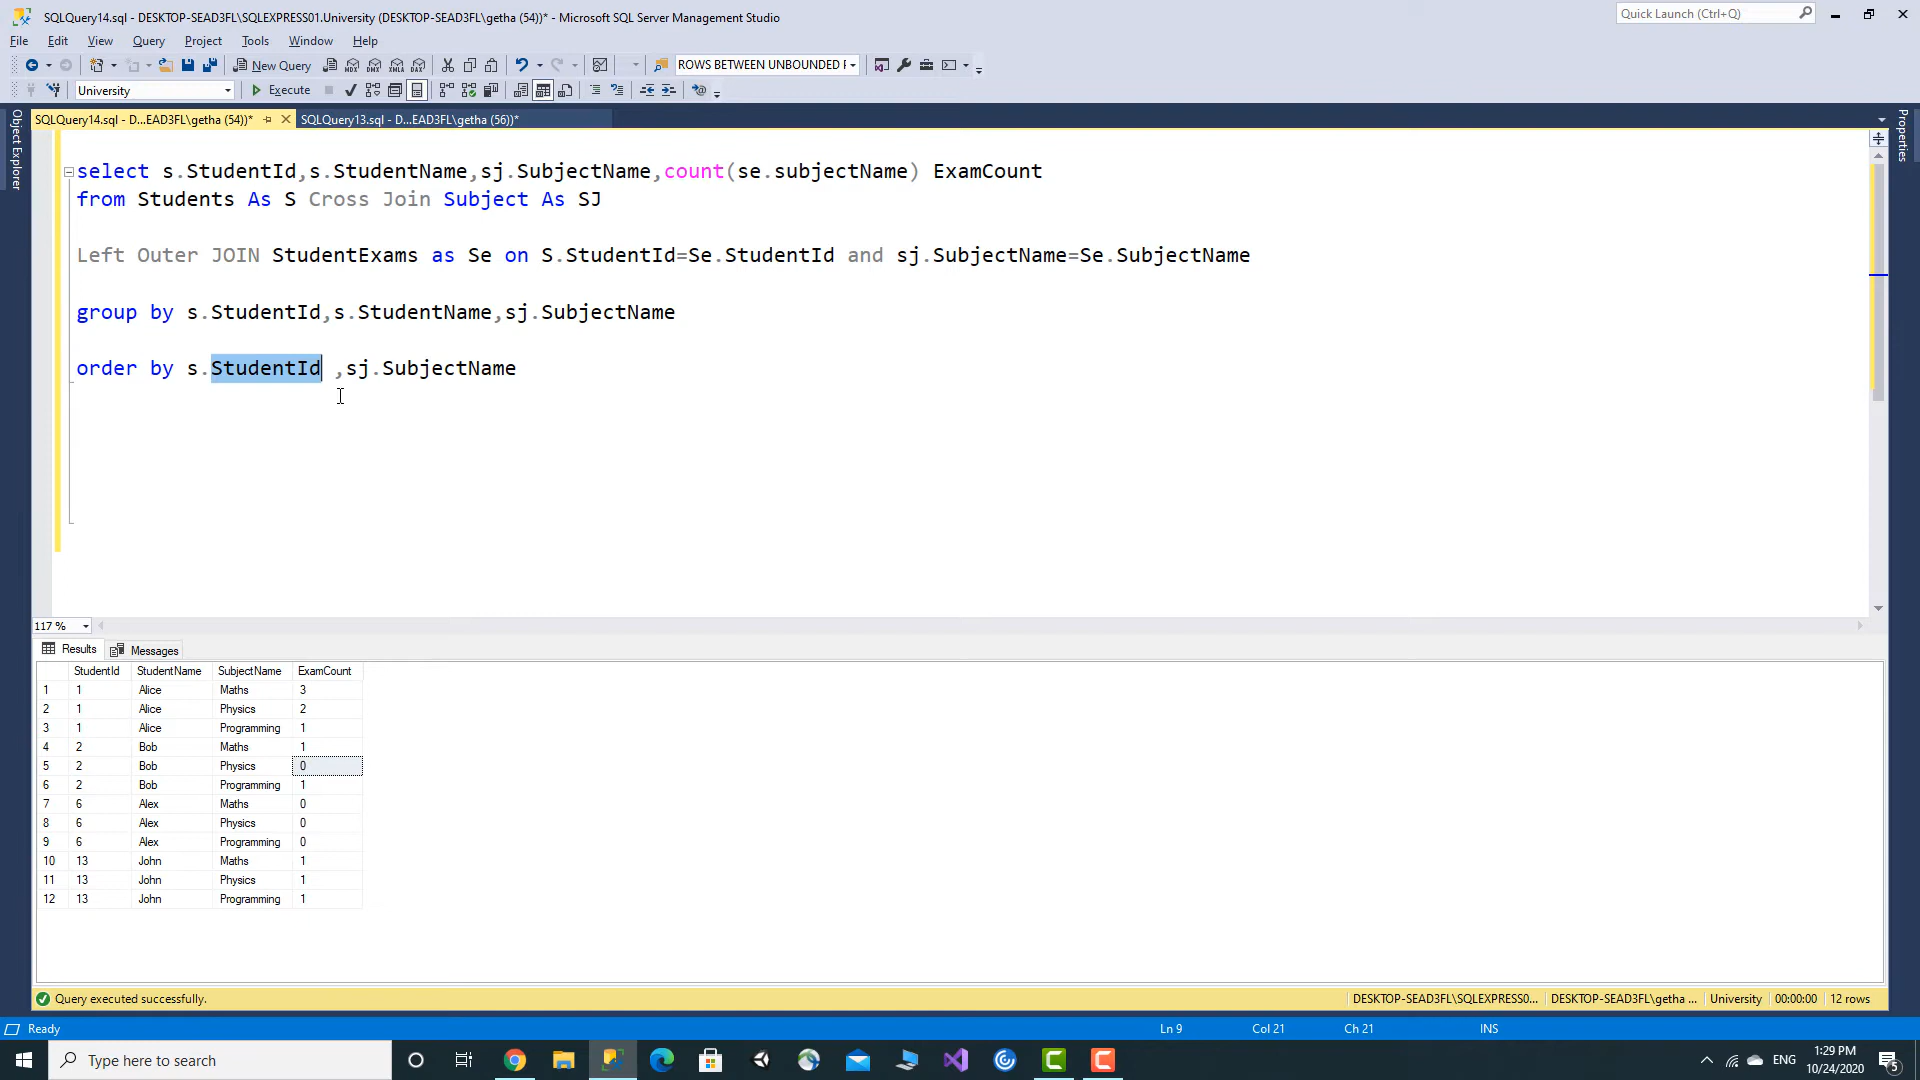 SQLQuery14.sql - DESKTOP-SEAD3FL\SQLEXPRESS01.University (DESKTOP-SEAD3FL\getha (54))* - Microsoft SQL Server Management Studio
Quick Launch (Ctrl+Q)
File Edit View Query Project Tools Window Help
New Query
MDX DMX XMLA DAX
ROWS BETWEEN UNBOUNDED F
University
Execute
SQLQuery14.sql - D...EAD3FL\getha (54))*
SQLQuery13.sql - D...EAD3FL\getha (56))*
Object Explorer
Properties
select s.StudentId,s.StudentName,sj.SubjectName,count(se.subjectName) ExamCount
from Students As S Cross Join Subject As SJ
Left Outer JOIN StudentExams as Se on S.StudentId=Se.StudentId and sj.SubjectName=Se.SubjectName
group by s.StudentId,s.StudentName,sj.SubjectName
order by s.StudentId ,sj.SubjectName
117 %
Results Messages
StudentId StudentName SubjectName ExamCount
1 1 Alice Maths 3
2 1 Alice Physics 2
3 1 Alice Programming 1
4 2 Bob Maths 1
5 2 Bob Physics 0
6 2 Bob Programming 1
7 6 Alex Maths 0
8 6 Alex Physics 0
9 6 Alex Programming 0
10 13 John Maths 1
11 13 John Physics 1
12 13 John Programming 1
Query executed successfully.
DESKTOP-SEAD3FL\SQLEXPRESS0... DESKTOP-SEAD3FL\getha ... University 00:00:00 12 rows
Ready
Ln 9 Col 21 Ch 21 INS
Type here to search
ENG
1:29 PM
10/24/2020
5